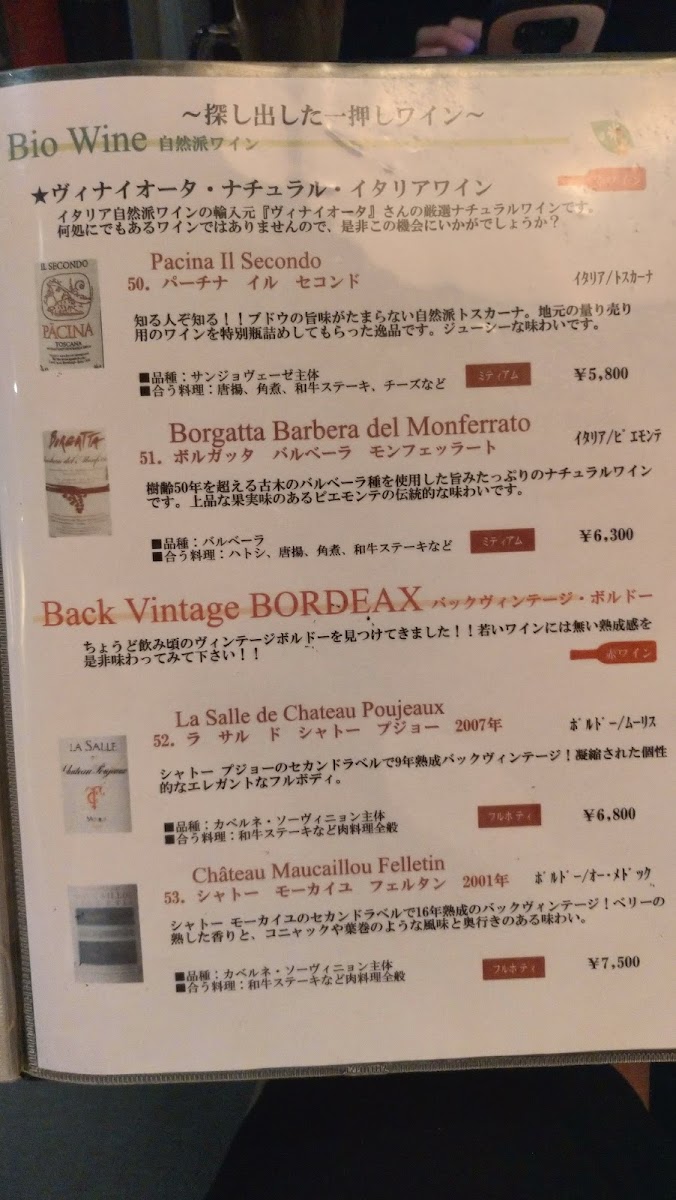 ～探し出した一押しワイン～
Bio Wine 自然派ワイン
赤ワイン
★ヴィナイオータ・ナチュラル・イタリアワイン
イタリア自然派ワインの輸入元『ヴィナイオータ』さんの厳選ナチュラルワインです。
何処にでもあるワインではありませんので、是非この機会にいかがでしょうか？
IL SECONDO
PACINA
TOSCANA
Pacina Il Secondo
50. パーチナ イル セコンド
イタリア/トスカーナ
知る人ぞ知る！！ブドウの旨味がたまらない自然派トスカーナ。地元の量り売り
用のワインを特別瓶詰めしてもらった逸品です。ジューシーな味わいです。
■品種：サンジョヴェーゼ主体
■合う料理：唐揚、角煮、和牛ステーキ、チーズなど
ミディアム
￥5,800
BORGATTA
Borgatta Barbera del Monferrato
51. ボルガッタ バルベーラ モンフェッラート
イタリア/ピエモンテ
樹齢50年を超える古木のバルベーラ種を使用した旨みたっぷりのナチュラルワイン
です。上品な果実味のあるピエモンテの伝統的な味わいです。
■品種：バルベーラ
■合う料理：ハトシ、唐揚、角煮、和牛ステーキなど
ミディアム
￥6,300
Back Vintage BORDEAX バックヴィンテージ・ボルドー
ちょうど飲み頃のヴィンテージボルドーを見つけてきました！！若いワインには無い熟成感を
是非味わってみて下さい！！
赤ワイン
LA SALLE
Château Poujeaux
La Salle de Chateau Poujeaux
52. ラ サル ド シャトー プジョー 2007年
ボルドー/ムーリス
シャトー プジョーのセカンドラベルで9年熟成バックヴィンテージ！凝縮された個性
的なエレガントなフルボディ。
■品種：カベルネ・ソーヴィニョン主体
■合う料理：和牛ステーキなど肉料理全般
フルボディ
￥6,800
Château Maucaillou Felletin
53. シャトー モーカイユ フェルタン 2001年
ボルドー/オー・メドック
シャトー モーカイユのセカンドラベルで16年熟成のバックヴィンテージ！ベリーの
熟した香りと、コニャックや葉巻のような風味と奥行きのある味わい。
■品種：カベルネ・ソーヴィニョン主体
■合う料理：和牛ステーキなど肉料理全般
フルボディ
￥7,500